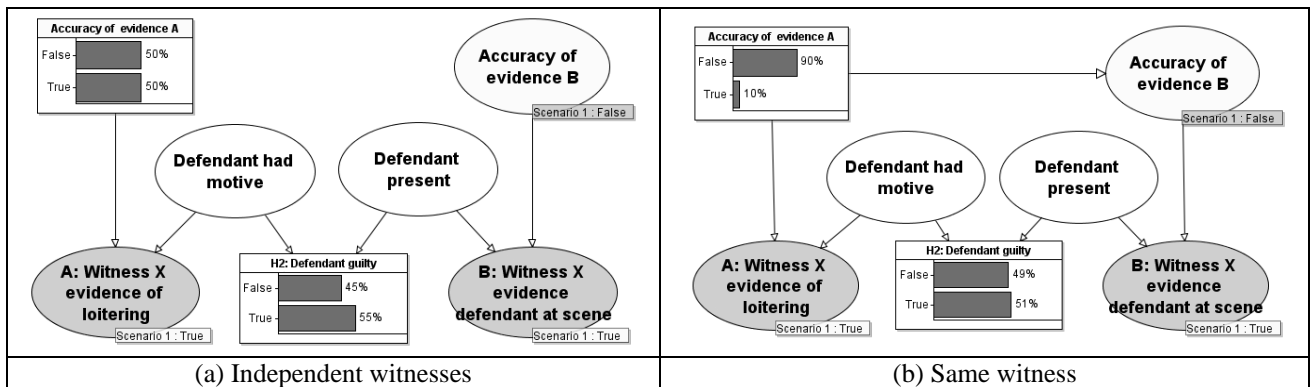 Accuracy of evidence A
False
50%
True
50%
Accuracy of
evidence B
Scenario 1 : False
Defendant had
motive
Defendant
present
A: Witness X
evidence of
loitering
Scenario 1 : True
H2: Defendant guilty
False
45%
True
55%
B: Witness X
evidence
defendant at scene
Scenario 1 : True
(a) Independent witnesses
Accuracy of evidence A
False
90%
True
10%
Accuracy of
evidence B
Scenario 1 : False
Defendant had
motive
Defendant
present
A: Witness X
evidence of
loitering
Scenario 1 : True
H2: Defendant guilty
False
49%
True
51%
B: Witness X
evidence
defendant at scene
Scenario 1 : True
(b) Same witness